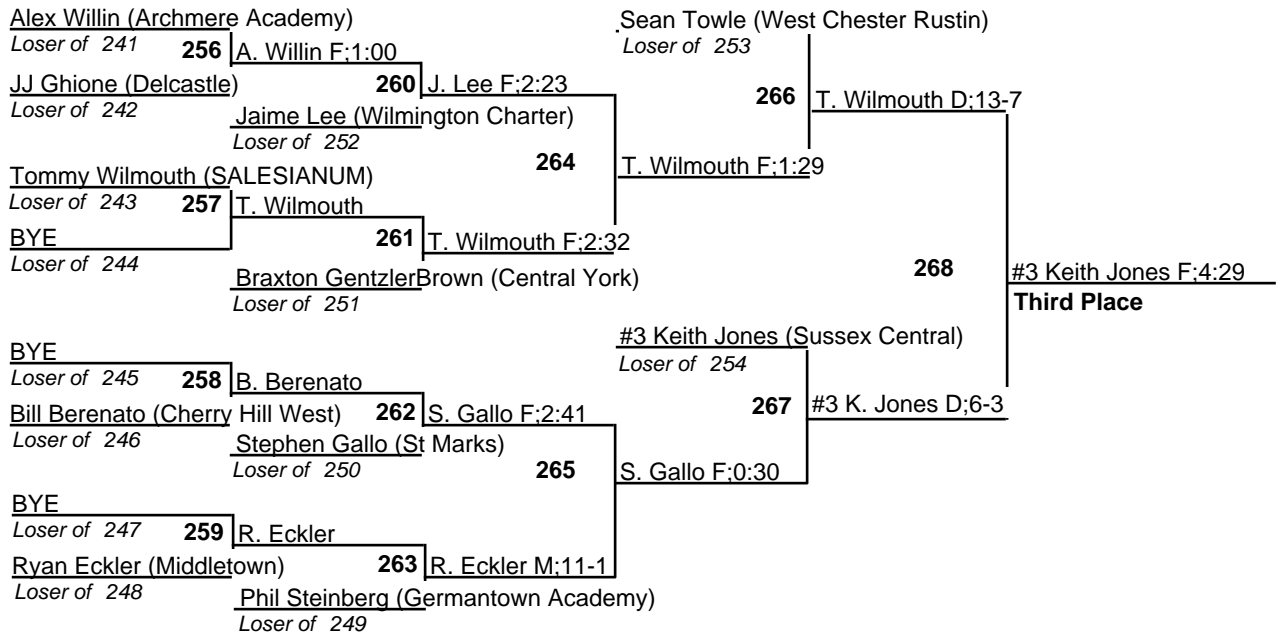 Alex Willin (Archmere Academy)
Loser of 241
256
A. Willin F;1:00
JJ Ghione (Delcastle)
Loser of 242
260
J. Lee F;2:23
Jaime Lee (Wilmington Charter)
Loser of 252
Tommy Wilmouth (SALESIANUM)
Loser of 243
257
T. Wilmouth
BYE
Loser of 244
261
T. Wilmouth F;2:32
Braxton GentzlerBrown (Central York)
Loser of 251
264
T. Wilmouth F;1:29
Sean Towle (West Chester Rustin)
Loser of 253
266
T. Wilmouth D;13-7
BYE
Loser of 245
258
B. Berenato
Bill Berenato (Cherry Hill West)
Loser of 246
262
S. Gallo F;2:41
Stephen Gallo (St Marks)
Loser of 250
BYE
Loser of 247
259
R. Eckler
Ryan Eckler (Middletown)
Loser of 248
263
R. Eckler M;11-1
Phil Steinberg (Germantown Academy)
Loser of 249
265
S. Gallo F;0:30
#3 Keith Jones (Sussex Central)
Loser of 254
267
#3 K. Jones D;6-3
268
#3 Keith Jones F;4:29
Third Place